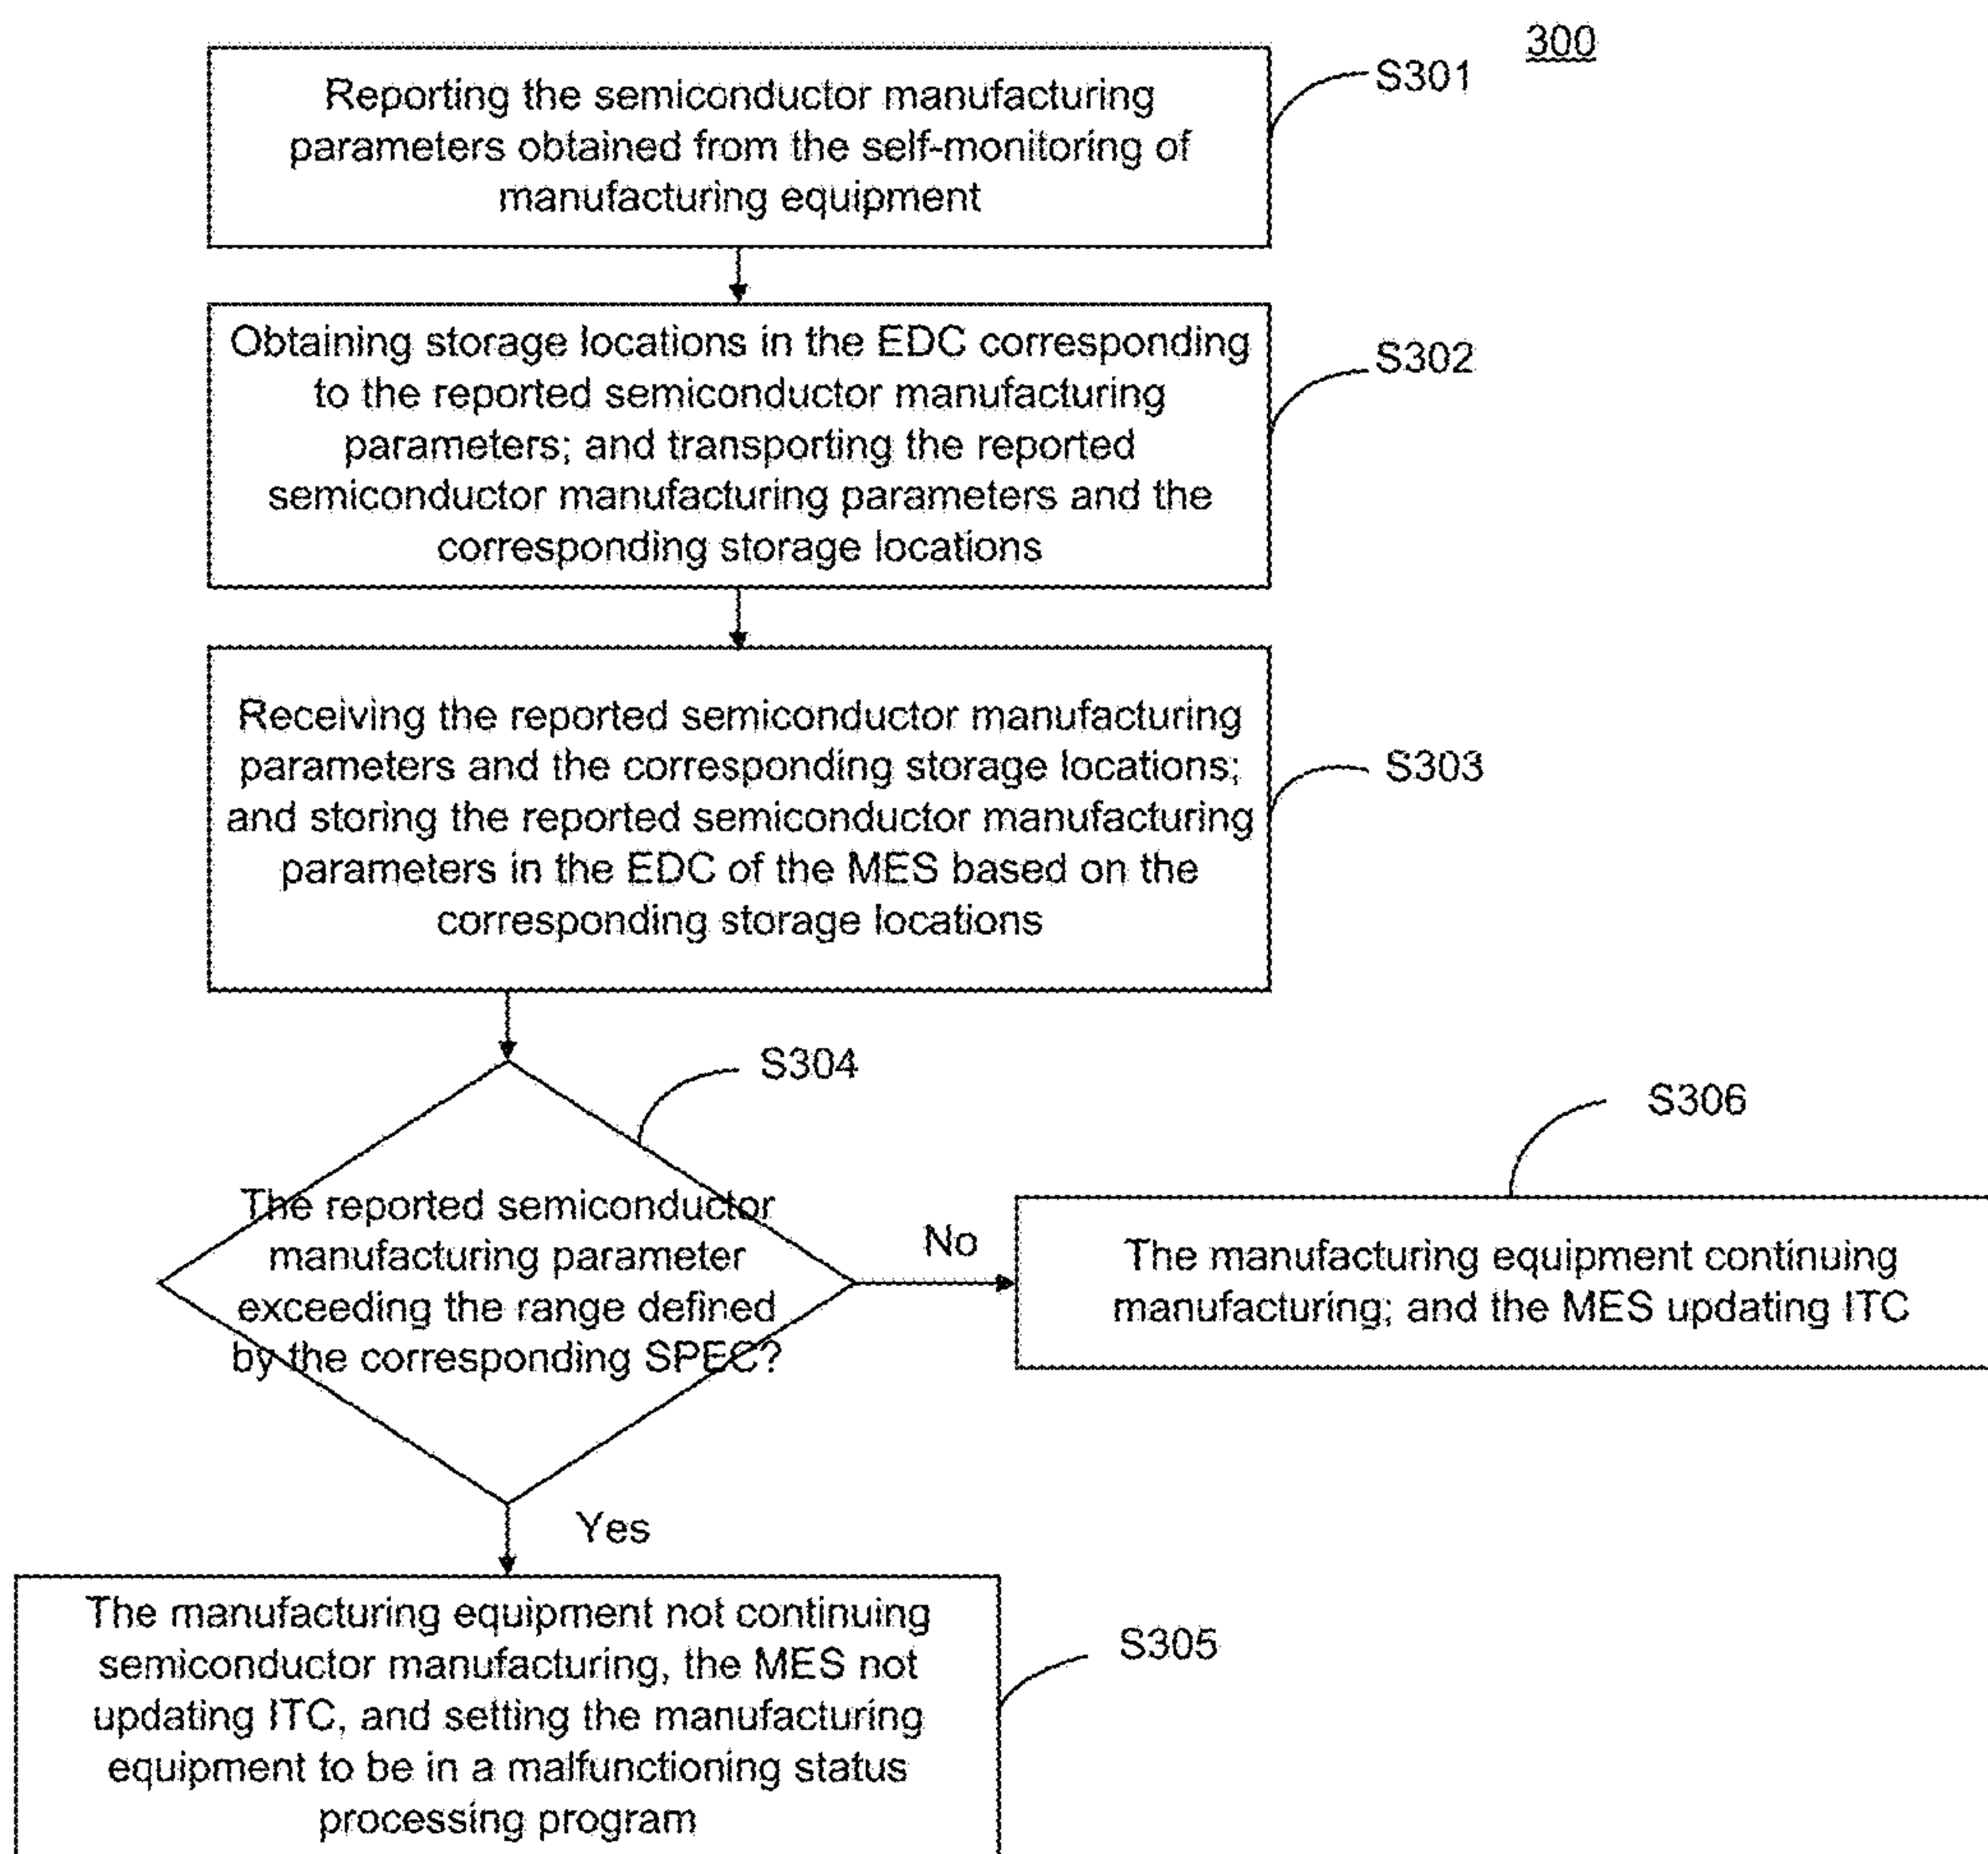 300
Reporting the semiconductor manufacturing
parameters obtained from the self-monitoring of
manufacturing equipment
S301
Obtaining storage locations in the EDC corresponding
to the reported semiconductor manufacturing
parameters; and transporting the reported
semiconductor manufacturing parameters and the
corresponding storage locations
S302
Receiving the reported semiconductor manufacturing
parameters and the corresponding storage locations;
and storing the reported semiconductor manufacturing
parameters in the EDC of the MES based on the
corresponding storage locations
S303
S304
The reported semiconductor
manufacturing parameter
exceeding the range defined
by the corresponding SPEC?
No
S306
The manufacturing equipment continuing
manufacturing; and the MES updating ITC
Yes
The manufacturing equipment not continuing
semiconductor manufacturing, the MES not
updating ITC, and setting the manufacturing
equipment to be in a malfunctioning status
processing program
S305